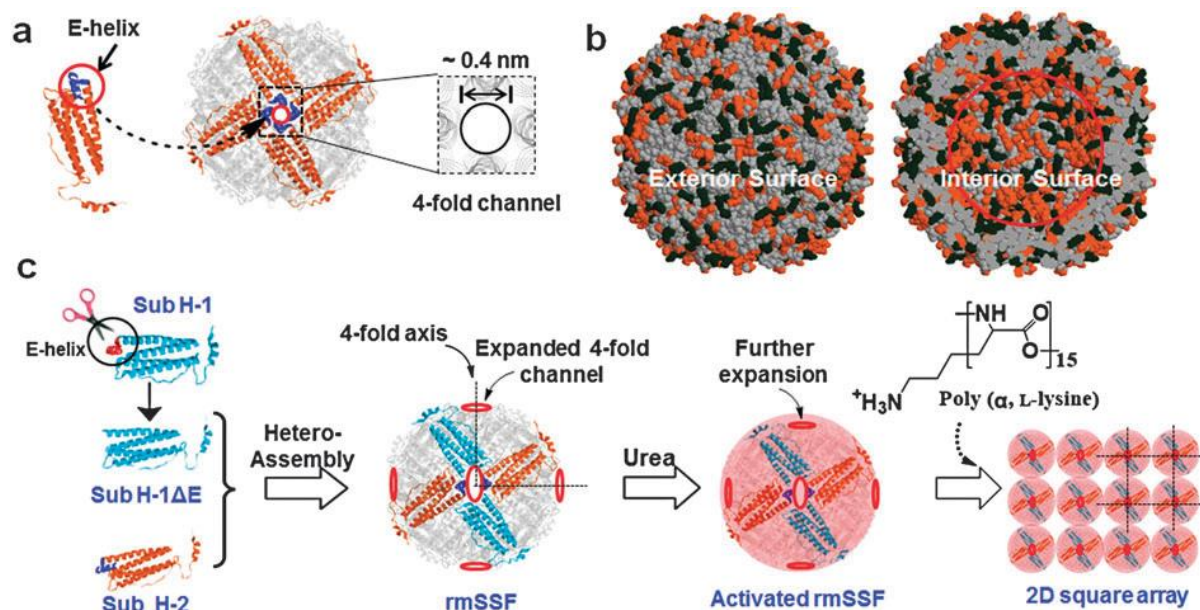 a
E-helix
~ 0.4 nm
4-fold channel
b
Exterior Surface
Interior Surface
c
Sub H-1
E-helix
Sub H-1ΔE
Sub H-2
Hetero-
Assembly
4-fold axis
Expanded 4-fold
channel
rmSSF
Urea
Further
expansion
Activated rmSSF
NH
O
O
15
⁺H₃N
Poly (α, L-lysine)
2D square array